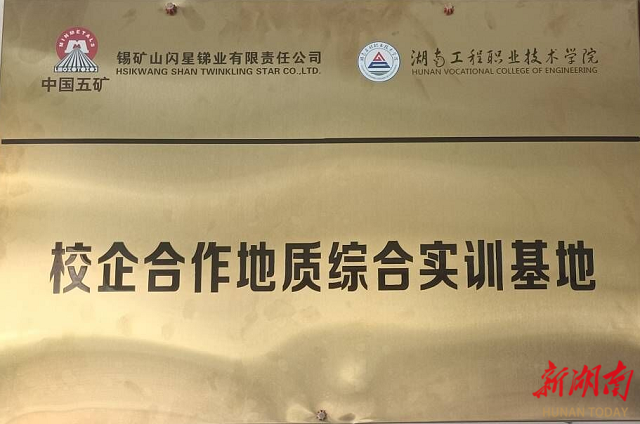 MINMETALS
中国五矿
锡矿山闪星锑业有限责任公司
HSIKWANG SHAN TWINKLING STAR CO.,LTD.
湖南工程职业技术学院
HUNAN VOCATIONAL COLLEGE OF ENGINEERING
校企合作地质综合实训基地
新湖南
HUNAN TODAY